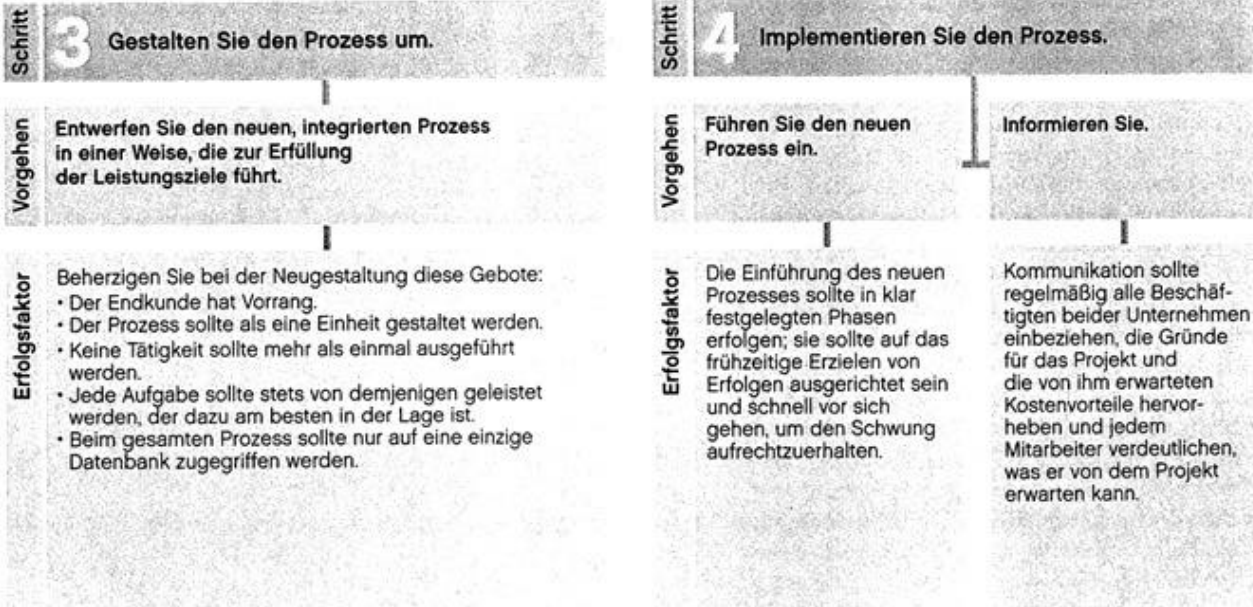 Schritt
3
Gestalten Sie den Prozess um.
Vorgehen
Entwerfen Sie den neuen, integrierten Prozess
in einer Weise, die zur Erfüllung
der Leistungsziele führt.
Erfolgsfaktor
Beherzigen Sie bei der Neugestaltung diese Gebote:
• Der Endkunde hat Vorrang.
• Der Prozess sollte als eine Einheit gestaltet werden.
• Keine Tätigkeit sollte mehr als einmal ausgeführt
werden.
• Jede Aufgabe sollte stets von demjenigen geleistet
werden, der dazu am besten in der Lage ist.
• Beim gesamten Prozess sollte nur auf eine einzige
Datenbank zugegriffen werden.
Schritt
4
Implementieren Sie den Prozess.
Vorgehen
Führen Sie den neuen
Prozess ein.
Informieren Sie.
Erfolgsfaktor
Die Einführung des neuen
Prozesses sollte in klar
festgelegten Phasen
erfolgen; sie sollte auf das
frühzeitige Erzielen von
Erfolgen ausgerichtet sein
und schnell vor sich
gehen, um den Schwung
aufrechtzuerhalten.
Kommunikation sollte
regelmäßig alle Beschäf-
tigten beider Unternehmen
einbeziehen, die Gründe
für das Projekt und
die von ihm erwarteten
Kostenvorteile hervor-
heben und jedem
Mitarbeiter verdeutlichen,
was er von dem Projekt
erwarten kann.